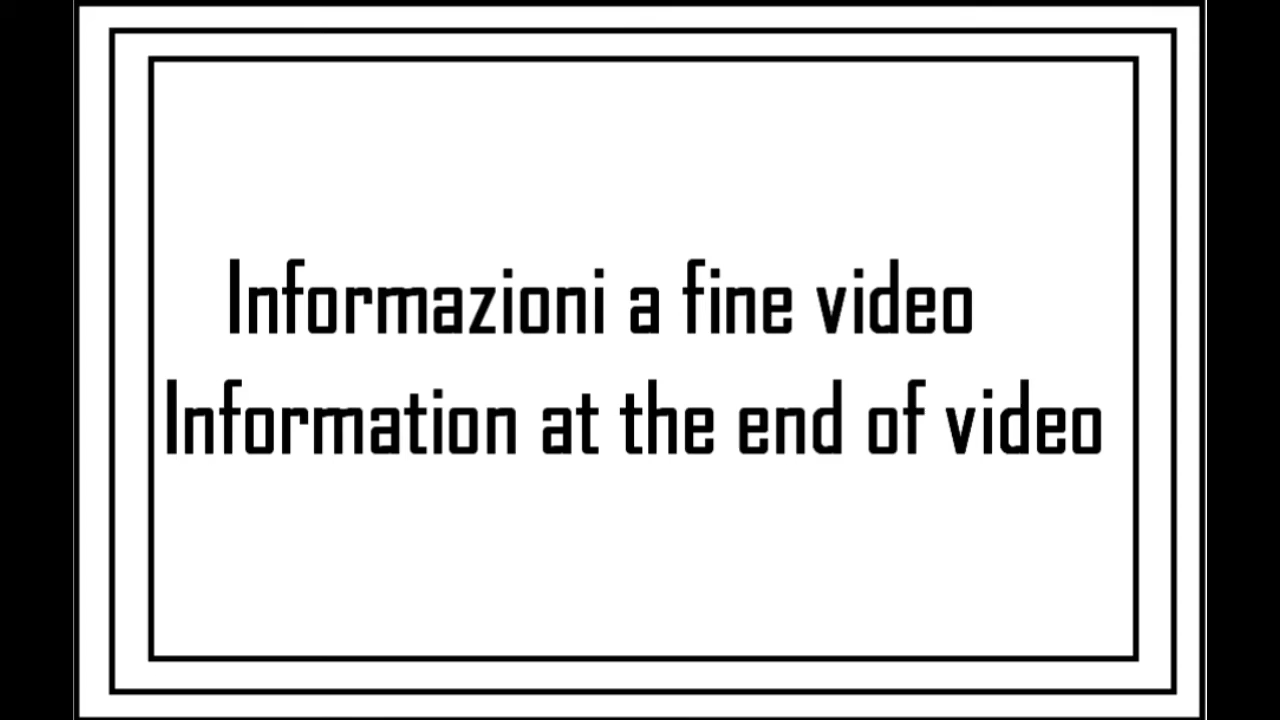 Informazioni a fine video
Information at the end of video